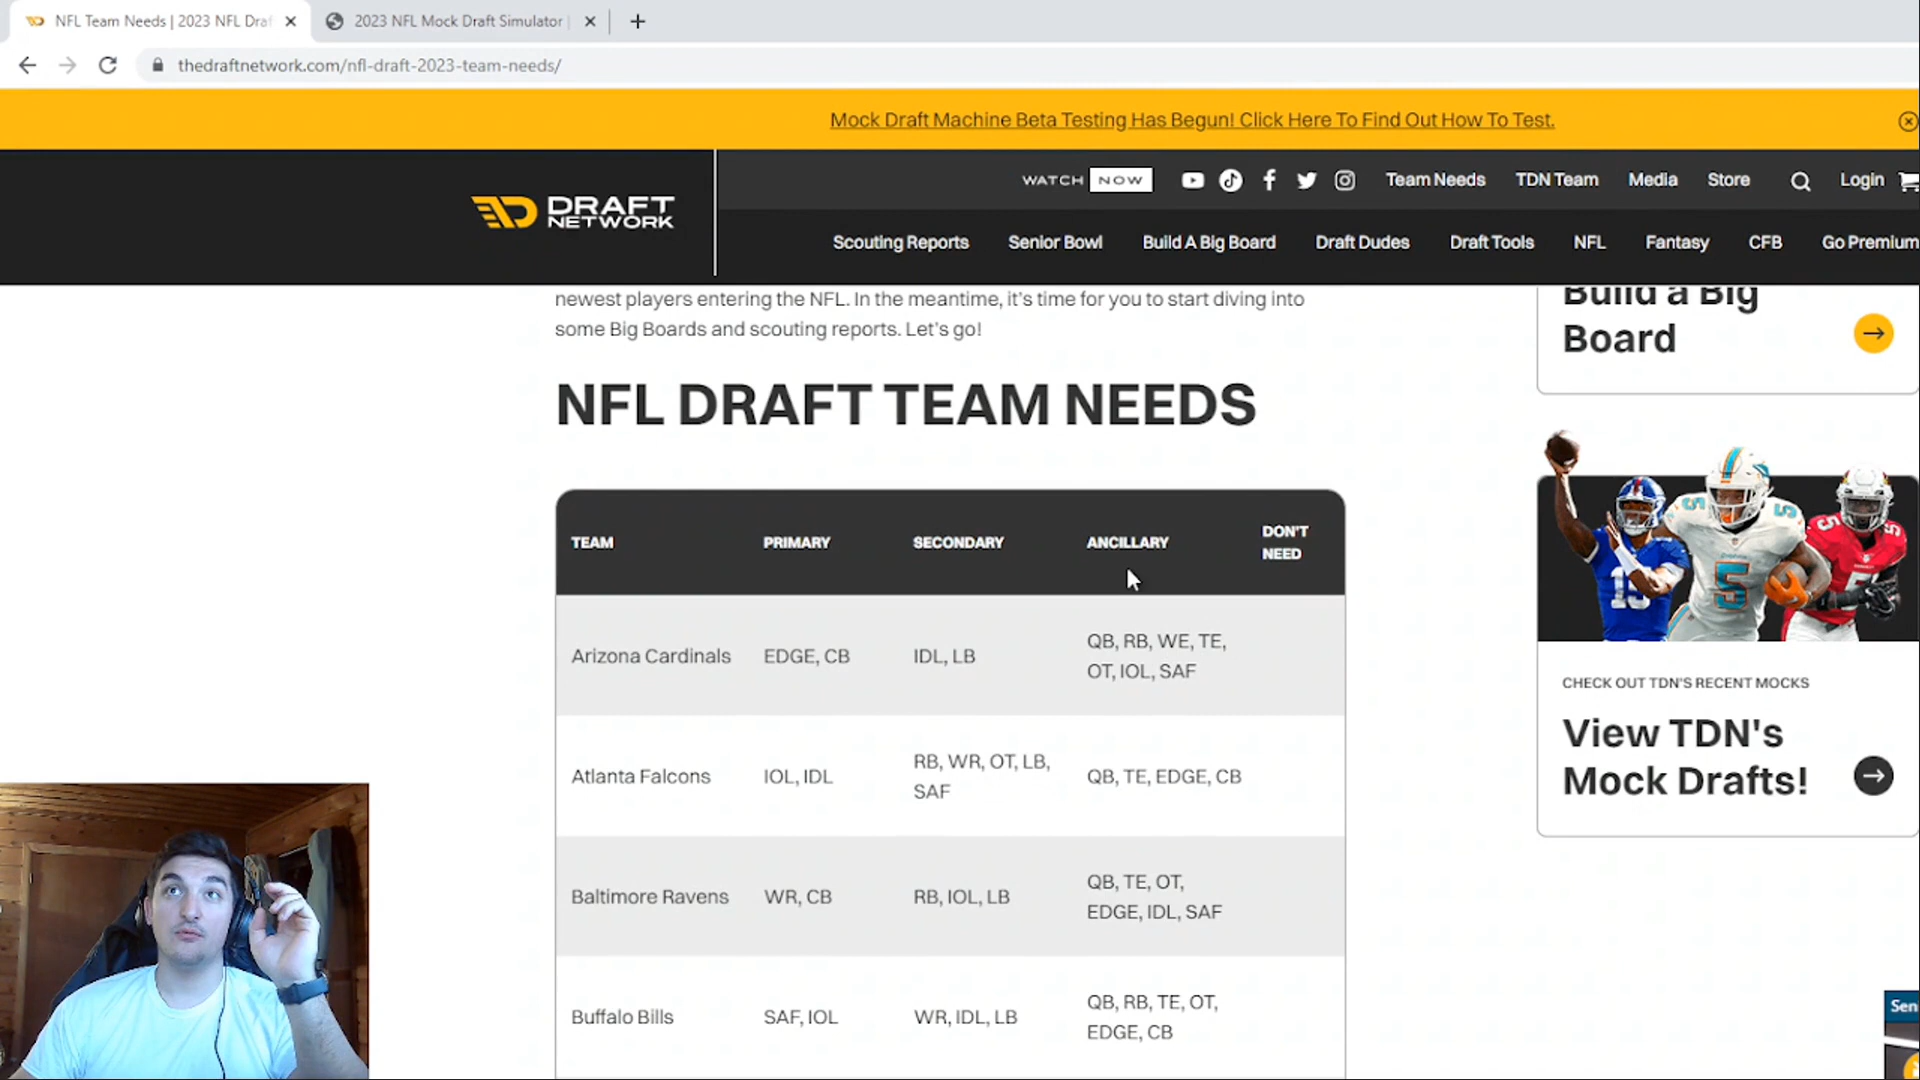 NFL Team Needs | 2023 NFL Draf
2023 NFL Mock Draft Simulator |
thedraftnetwork.com/nfl-draft-2023-team-needs/
Mock Draft Machine Beta Testing Has Begun! Click Here To Find Out How To Test.
WATCH NOW
Team Needs
TDN Team
Media
Store
Login
DRAFT
NETWORK
Scouting Reports
Senior Bowl
Build A Big Board
Draft Dudes
Draft Tools
NFL
Fantasy
CFB
Go Premium
newest players entering the NFL. In the meantime, it's time for you to start diving into
some Big Boards and scouting reports. Let's go!
Build a Big
Board
NFL DRAFT TEAM NEEDS
TEAM
PRIMARY
SECONDARY
ANCILLARY
DON'T
NEED
Arizona Cardinals
EDGE, CB
IDL, LB
QB, RB, WE, TE,
OT, IOL, SAF
Atlanta Falcons
IOL, IDL
RB, WR, OT, LB,
SAF
QB, TE, EDGE, CB
Baltimore Ravens
WR, CB
RB, IOL, LB
QB, TE, OT,
EDGE, IDL, SAF
Buffalo Bills
SAF, IOL
WR, IDL, LB
QB, RB, TE, OT,
EDGE, CB
CHECK OUT TDN'S RECENT MOCKS
View TDN's
Mock Drafts!
Sen